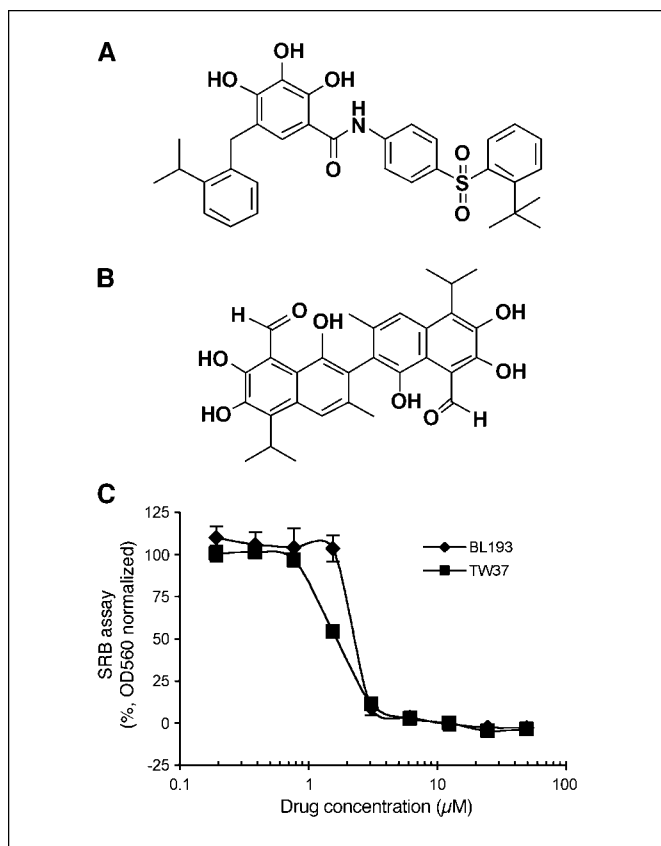 A
OH
HO
OH
H
N
O
O
S
O
B
H
O
OH
OH
HO
HO
OH
OH
O
H
C
SRB assay
(%, OD560 normalized)
125
100
75
50
25
0
-25
0.1
1
10
100
BL193
TW37
Drug concentration (µM)